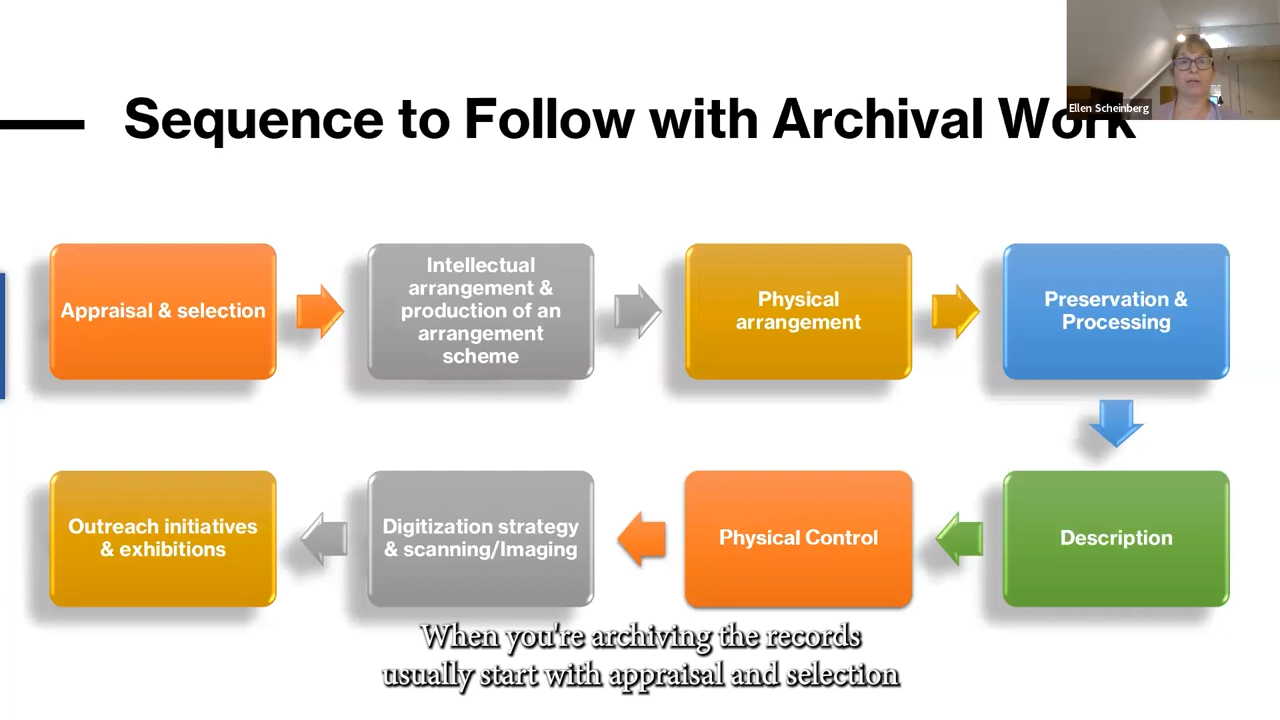 Ellen Scheinberg
Sequence to Follow with Archival Work
Appraisal & selection
Intellectual
arrangement &
production of an
arrangement
scheme
Physical
arrangement
Preservation &
Processing
Outreach initiatives
& exhibitions
Digitization strategy
& scanning/Imaging
Physical Control
Description
When you're archiving the records
usually start with appraisal and selection